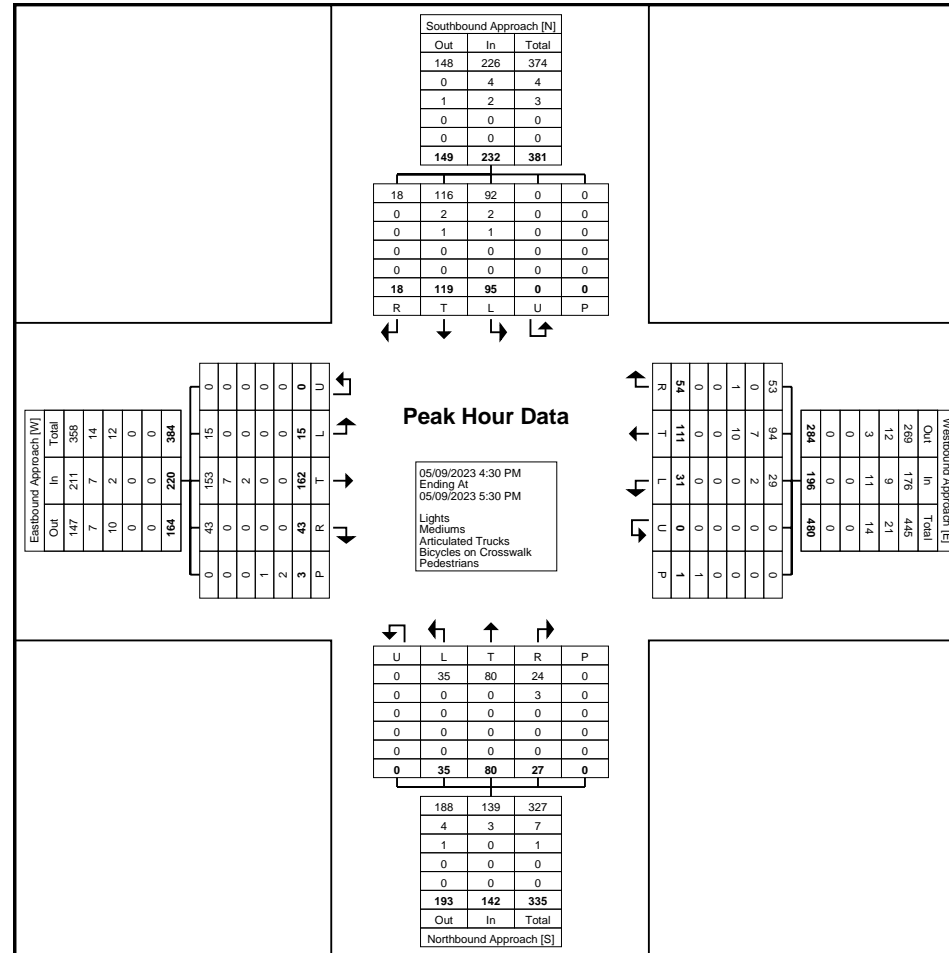 Southbound Approach [N]
Out In Total
148 226 374
0 4 4
1 2 3
0 0 0
0 0 0
149 232 381
18 116 92 0 0
0 2 2 0 0
0 1 1 0 0
0 0 0 0 0
0 0 0 0 0
18 119 95 0 0
R T L U P
Eastbound Approach [W]
Total 358 14 12 0 0 384
In 211 7 2 0 0 220
Out 147 7 10 0 0 164
0 0 0 0 0 0 U
15 0 0 0 0 15 L
153 7 2 0 0 162 T
43 0 0 0 0 43 R
0 0 0 1 2 3 P
Peak Hour Data
05/09/2023 4:30 PM
Ending At
05/09/2023 5:30 PM
Lights
Mediums
Articulated Trucks
Bicycles on Crosswalk
Pedestrians
R 54 0 0 1 0 53
T 111 0 0 10 7 94
L 31 0 0 0 2 29
U 0 0 0 0 0 0
P 1 1 0 0 0 0
284 0 0 3 12 269 Out
196 0 0 11 9 176 In
480 0 0 14 21 445 Total
Westbound Approach [E]
U L T R P
0 35 80 24 0
0 0 0 3 0
0 0 0 0 0
0 0 0 0 0
0 0 0 0 0
0 35 80 27 0
188 139 327
4 3 7
1 0 1
0 0 0
0 0 0
193 142 335
Out In Total
Northbound Approach [S]